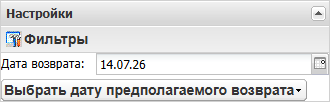 Настройки
Фильтры
Дата возврата: 14.07.26
Выбрать дату предполагаемого возврата